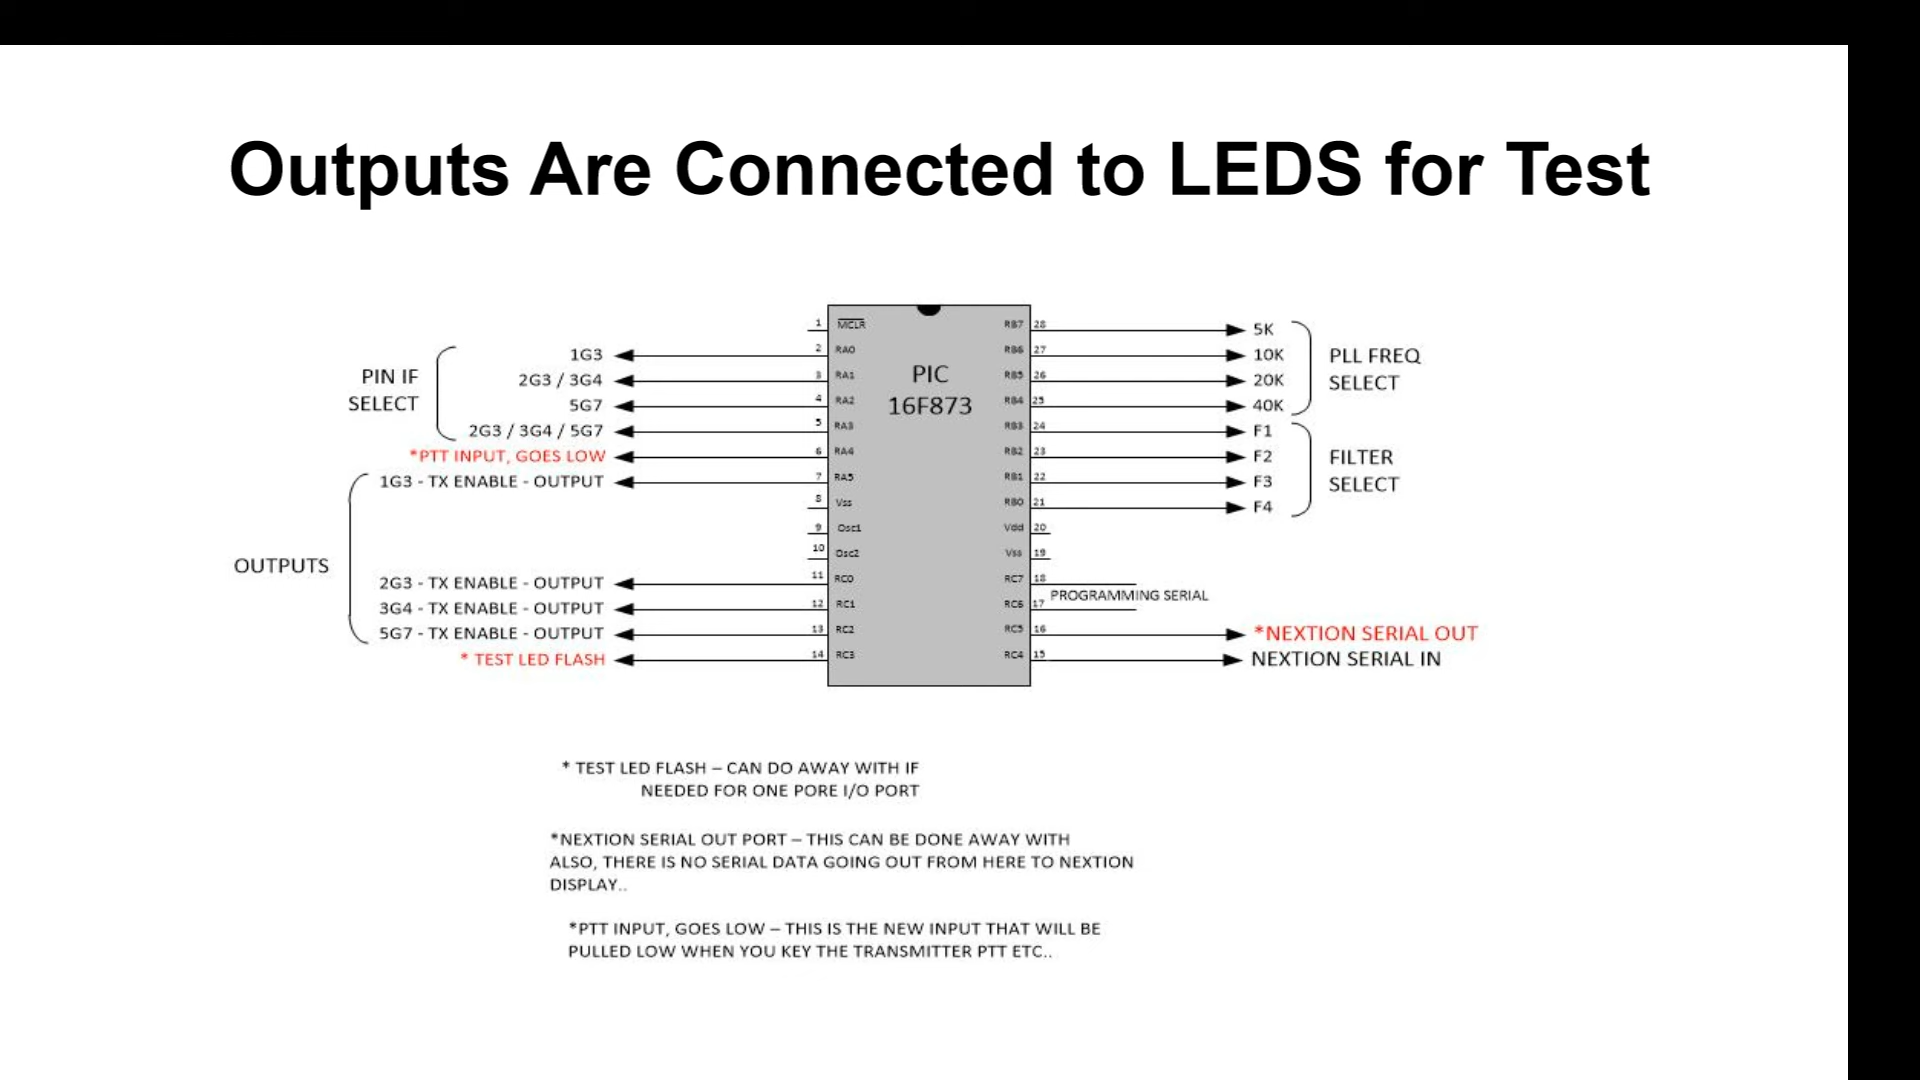 Outputs Are Connected to LEDS for Test
PIN IF
SELECT
1G3
2G3 / 3G4
5G7
2G3 / 3G4 / 5G7
*PTT INPUT, GOES LOW
1G3 - TX ENABLE - OUTPUT
OUTPUTS
2G3 - TX ENABLE - OUTPUT
3G4 - TX ENABLE - OUTPUT
5G7 - TX ENABLE - OUTPUT
* TEST LED FLASH
1 MCLR
2 RA0
3 RA1
4 RA2
5 RA3
6 RA4
7 RA5
8 Vss
9 Osc1
10 Osc2
11 RC0
12 RC1
13 RC2
14 RC3
PIC
16F873
RB7 28
RB6 27
RB5 26
RB4 25
RB3 24
RB2 23
RB1 22
RB0 21
Vdd 20
Vss 19
RC7 18
RC6 17
RC5 16
RC4 15
5K
10K
20K
40K
PLL FREQ
SELECT
F1
F2
F3
F4
FILTER
SELECT
PROGRAMMING SERIAL
*NEXTION SERIAL OUT
NEXTION SERIAL IN
* TEST LED FLASH – CAN DO AWAY WITH IF
NEEDED FOR ONE PORE I/O PORT
*NEXTION SERIAL OUT PORT – THIS CAN BE DONE AWAY WITH
ALSO, THERE IS NO SERIAL DATA GOING OUT FROM HERE TO NEXTION
DISPLAY..
*PTT INPUT, GOES LOW – THIS IS THE NEW INPUT THAT WILL BE
PULLED LOW WHEN YOU KEY THE TRANSMITTER PTT ETC..